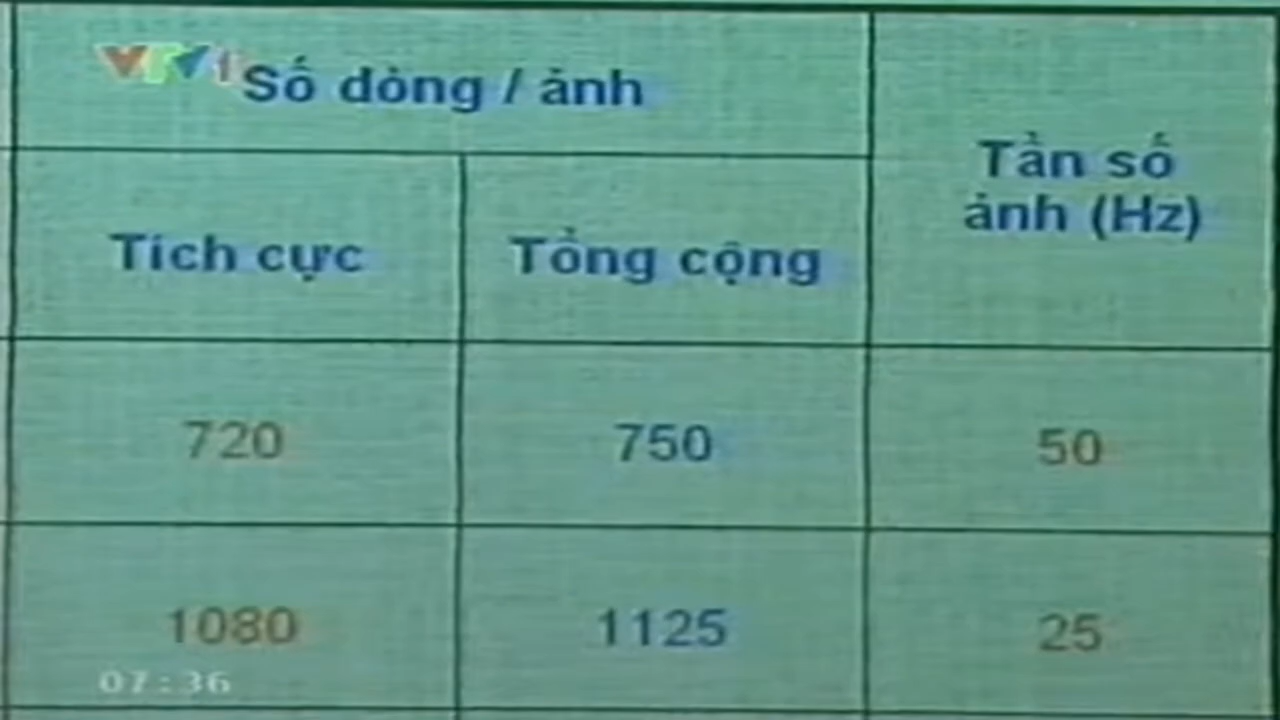 VTV1
Số dòng / ảnh
Tần số
ảnh (Hz)
Tích cực
Tổng cộng
720
750
50
1080
1125
25
07:36